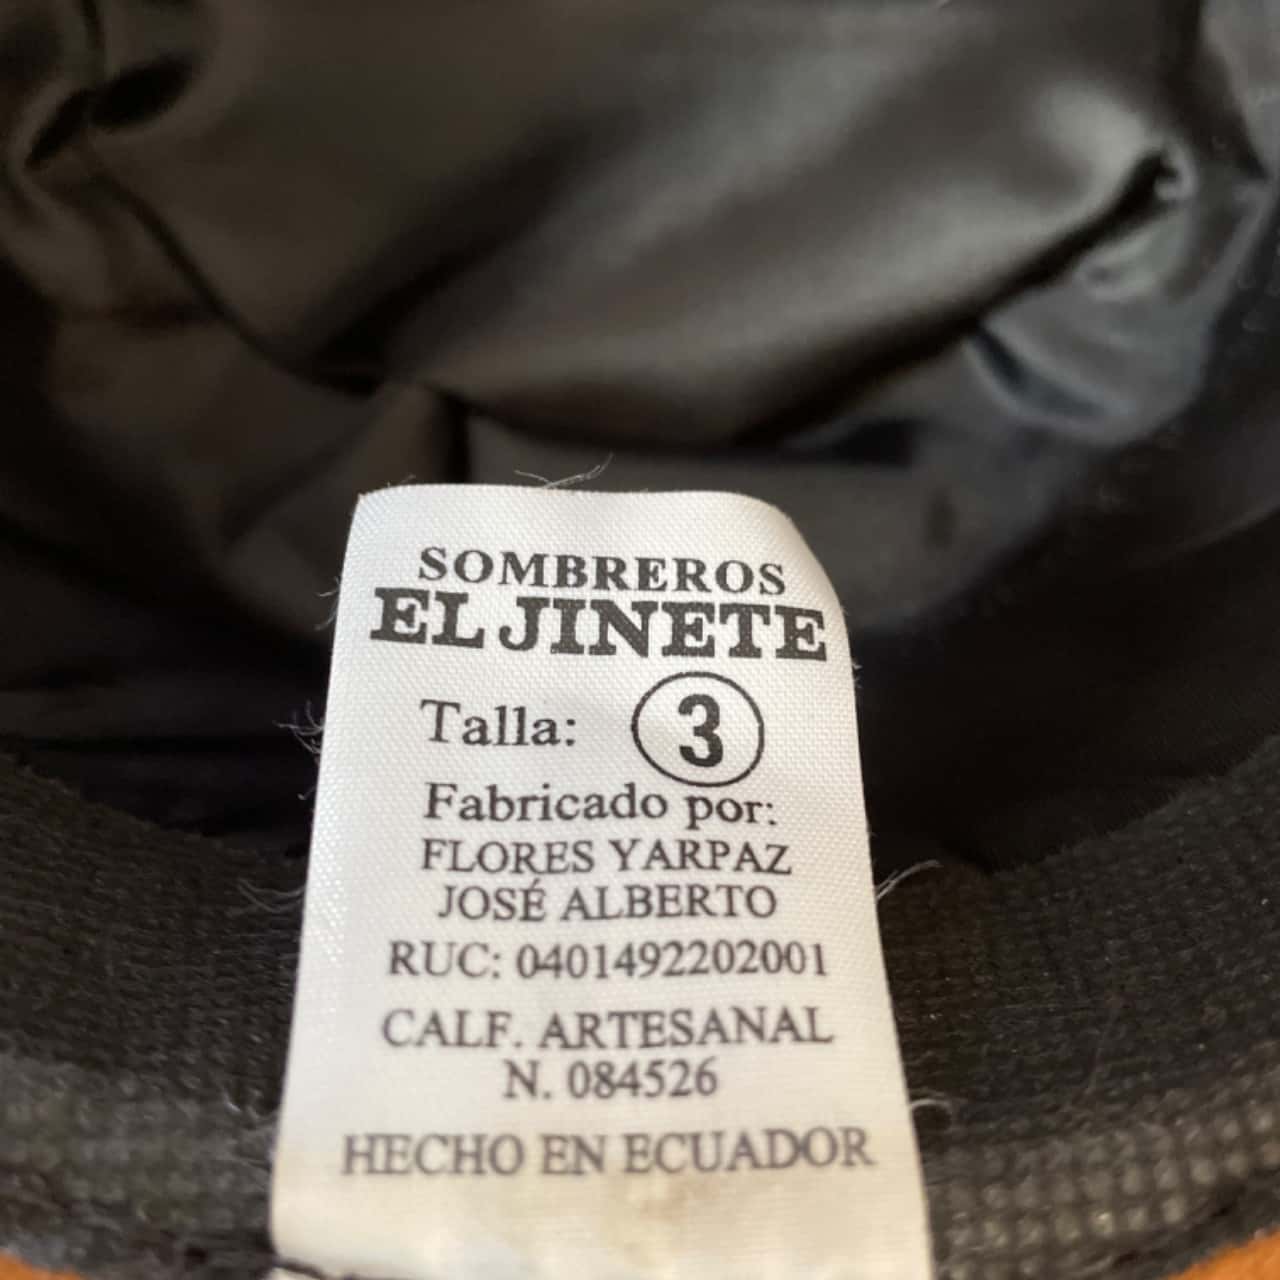 SOMBREROS
EL JINETE
Talla: 3
Fabricado por:
FLORES YARPAZ
JOSÉ ALBERTO
RUC: 0401492202001
CALF. ARTESANAL
N. 084526
HECHO EN ECUADOR